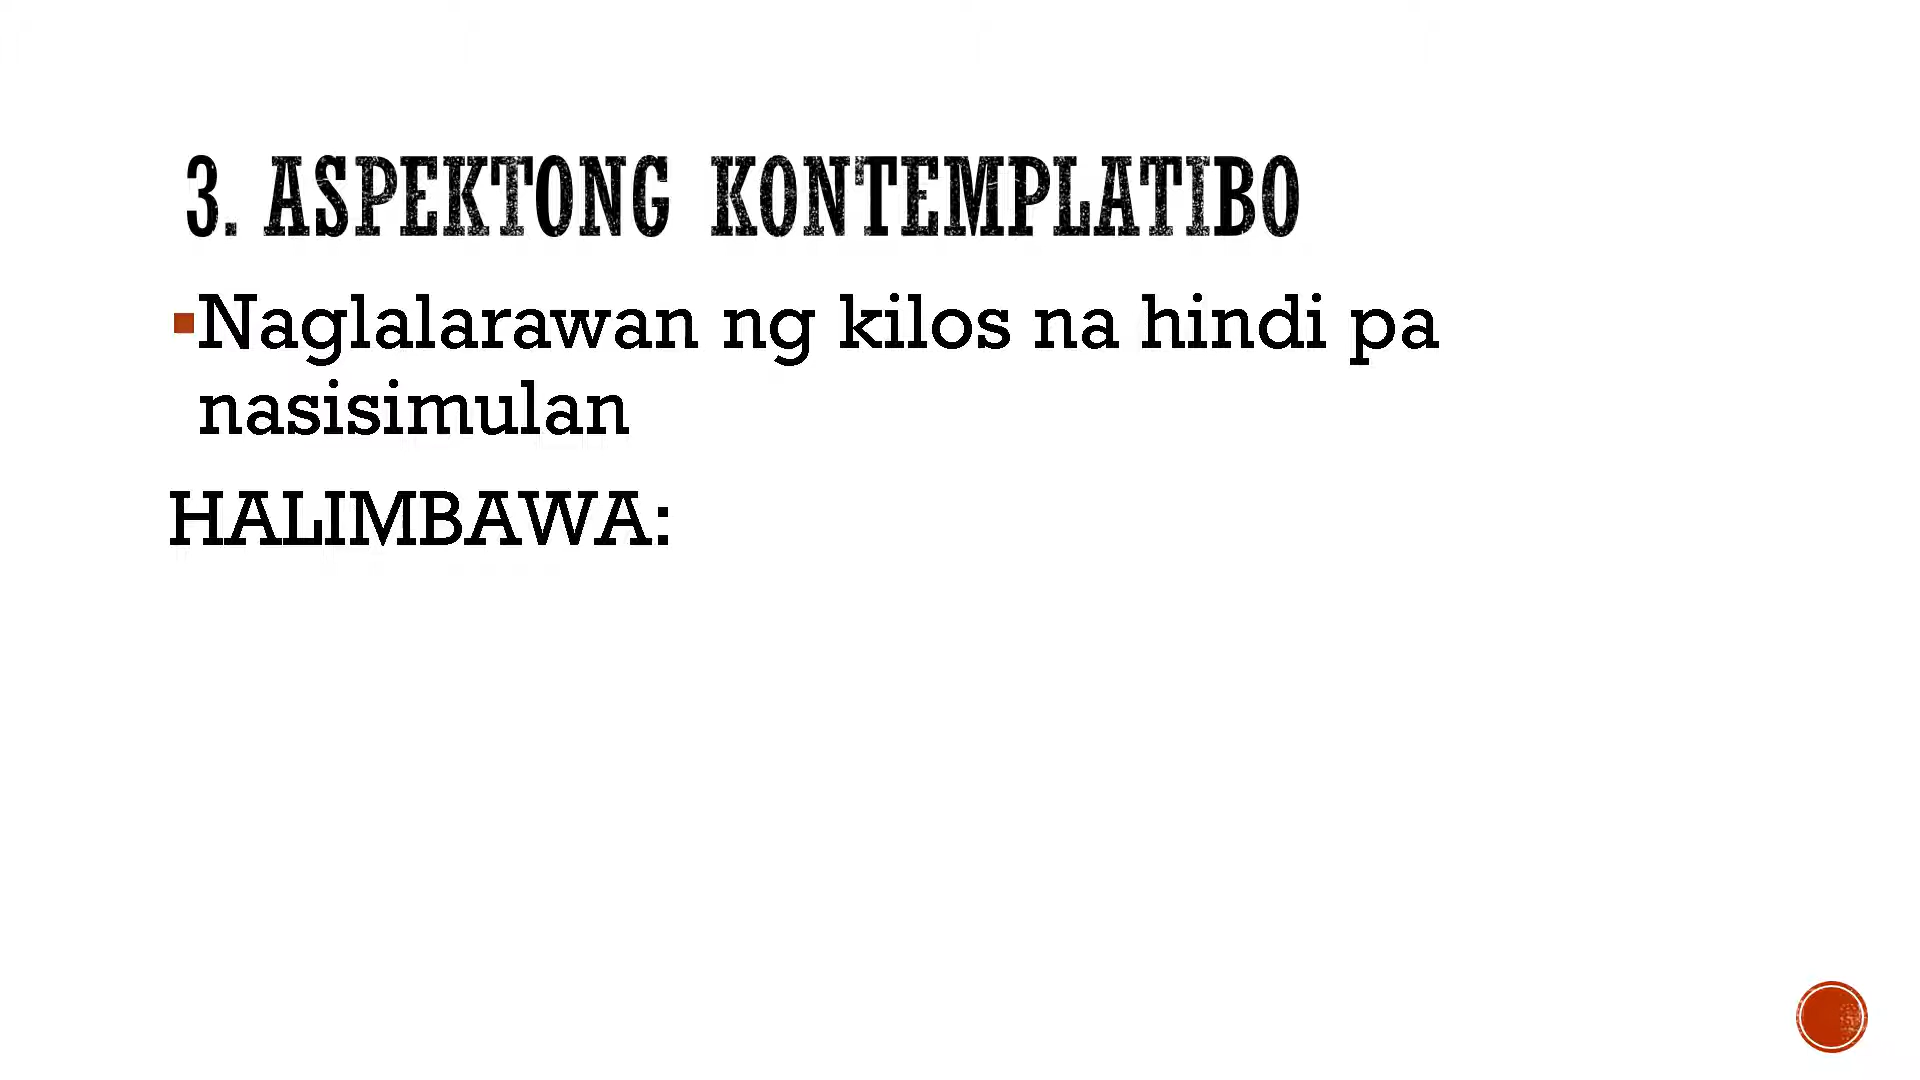 3. ASPEKTONG KONTEMPLATIBO
▪Naglalarawan ng kilos na hindi pa
nasisimulan
HALIMBAWA: